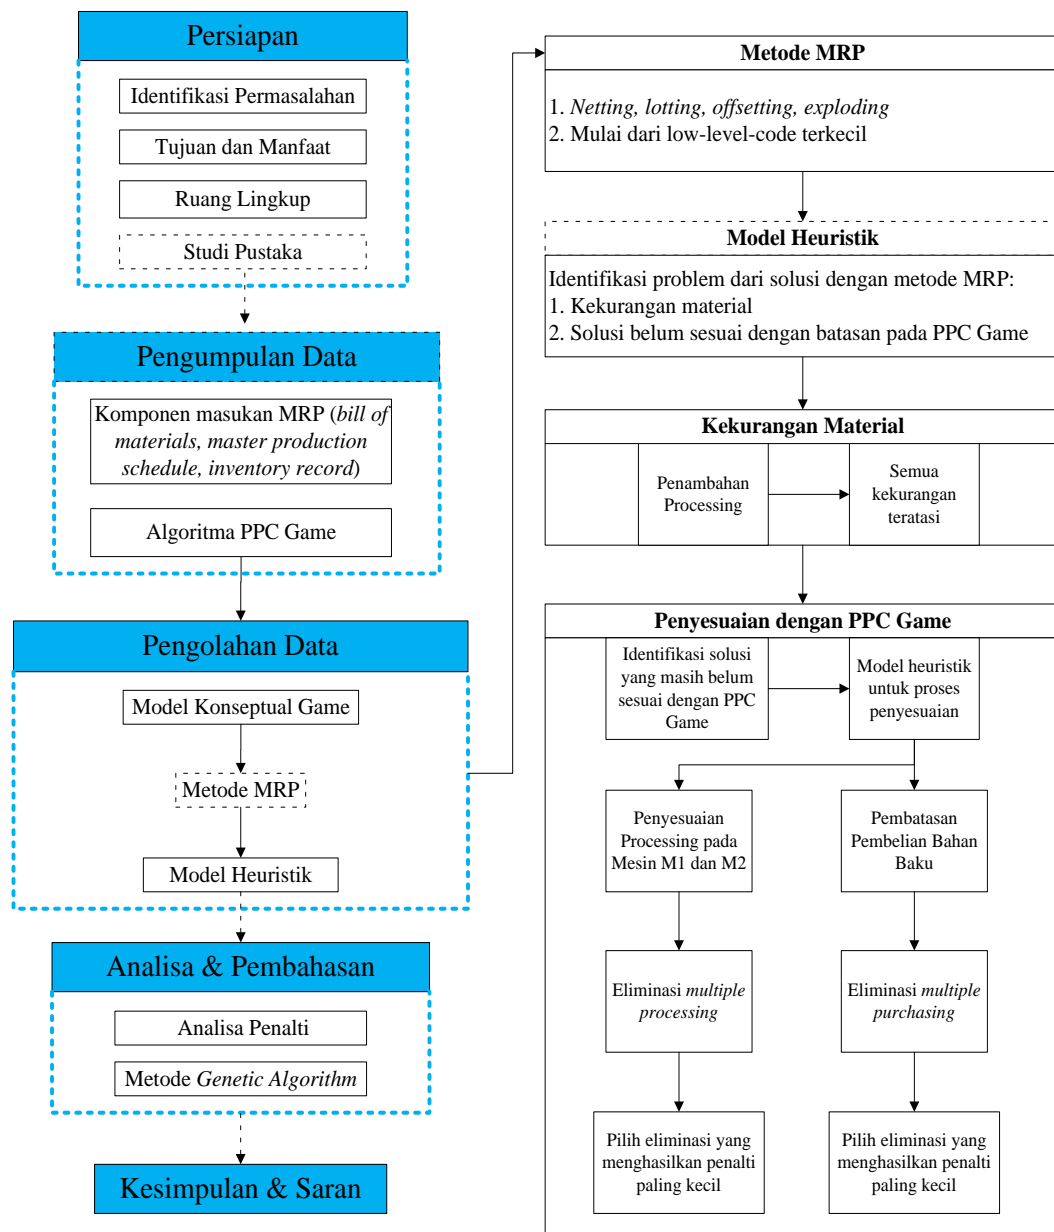 Persiapan
Identifikasi Permasalahan
Tujuan dan Manfaat
Ruang Lingkup
Studi Pustaka
Pengumpulan Data
Komponen masukan MRP (bill of
materials, master production
schedule, inventory record)
Algoritma PPC Game
Pengolahan Data
Model Konseptual Game
Metode MRP
Model Heuristik
Analisa & Pembahasan
Analisa Penalti
Metode Genetic Algorithm
Kesimpulan & Saran
Metode MRP
1. Netting, lotting, offsetting, exploding
2. Mulai dari low-level-code terkecil
Model Heuristik
Identifikasi problem dari solusi dengan metode MRP:
1. Kekurangan material
2. Solusi belum sesuai dengan batasan pada PPC Game
Kekurangan Material
Penambahan
Processing
Semua
kekurangan
teratasi
Penyesuaian dengan PPC Game
Identifikasi solusi
yang masih belum
sesuai dengan PPC
Game
Model heuristik
untuk proses
penyesuaian
Penyesuaian
Processing pada
Mesin M1 dan M2
Pembatasan
Pembelian Bahan
Baku
Eliminasi multiple
processing
Eliminasi multiple
purchasing
Pilih eliminasi yang
menghasilkan penalti
paling kecil
Pilih eliminasi yang
menghasilkan penalti
paling kecil